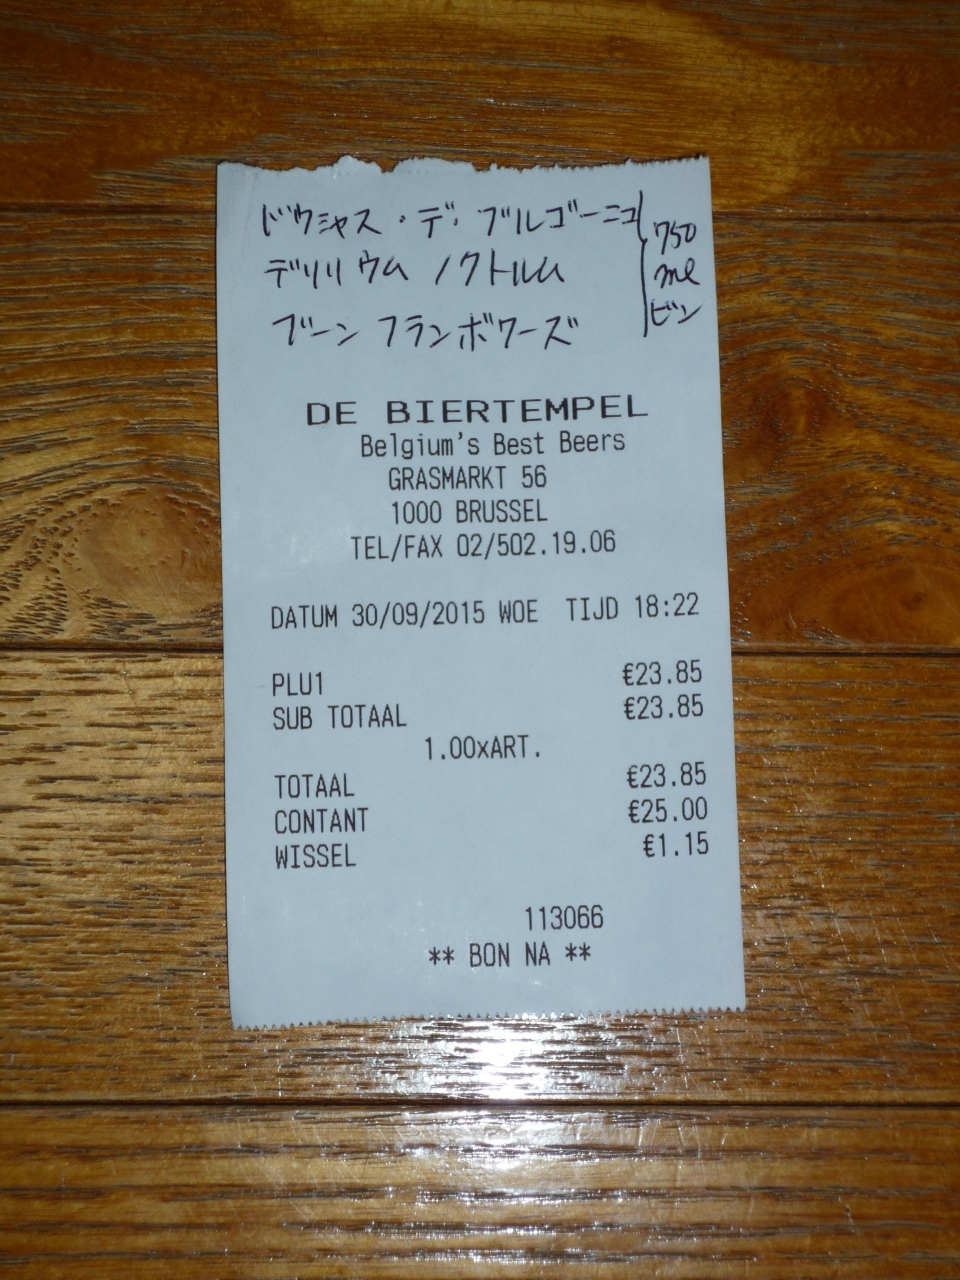 ドウシャス・デ・ブルゴーニュ
デリリウム ノクトルム
ブーン フランボワーズ
750
ml
ビン
DE BIERTEMPEL
Belgium's Best Beers
GRASMARKT 56
1000 BRUSSEL
TEL/FAX 02/502.19.06
DATUM 30/09/2015 WOE TIJD 18:22
PLU1 €23.85
SUB TOTAAL €23.85
1.00xART.
TOTAAL €23.85
CONTANT €25.00
WISSEL €1.15
113066
** BON NA **